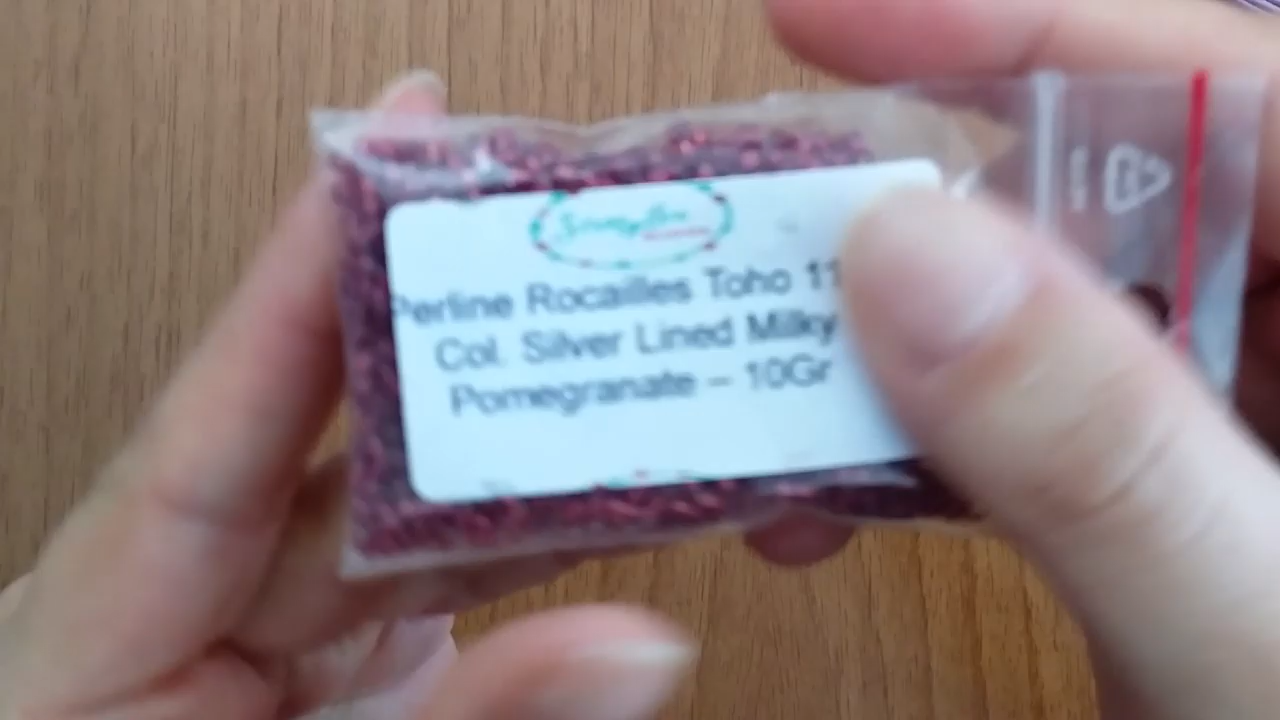 Perline Rocailles Toho 11
Col. Silver Lined Milky
Pomegranate – 10Gr